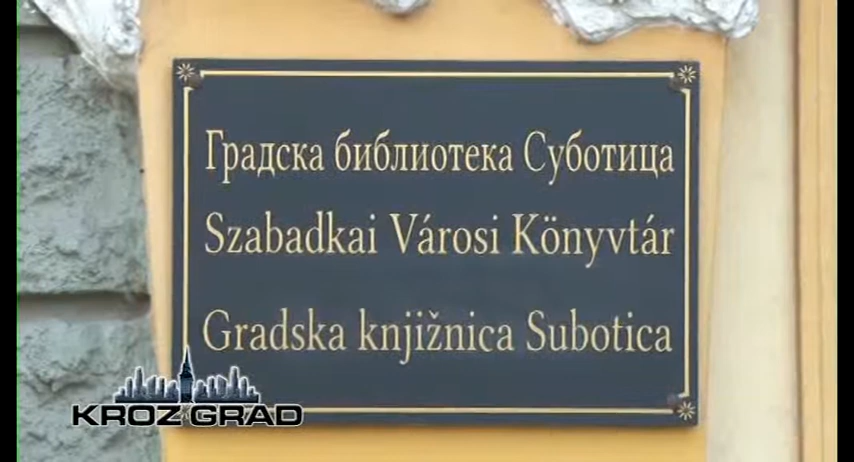 Градска библиотека Суботица
Szabadkai Városi Könyvtár
Gradska knjižnica Subotica
KROZ GRAD